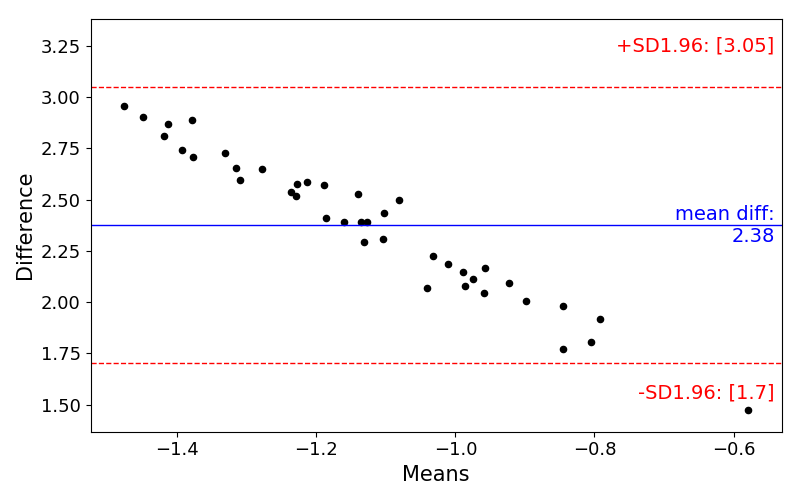 3.25
3.00
2.75
2.50
2.25
2.00
1.75
1.50
Difference
+SD1.96: [3.05]
mean diff:
2.38
-SD1.96: [1.7]
−1.4
−1.2
−1.0
−0.8
−0.6
Means